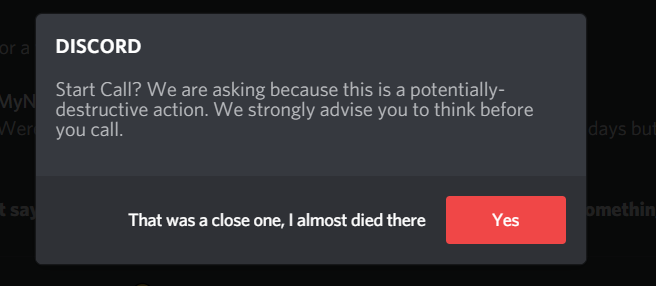 or a
DISCORD
Start Call? We are asking because this is a potentially-
MyN
destructive action. We strongly advise you to think before
Were
days but
you call.
t say
omethin
That was a close one, I almost died there
Yes